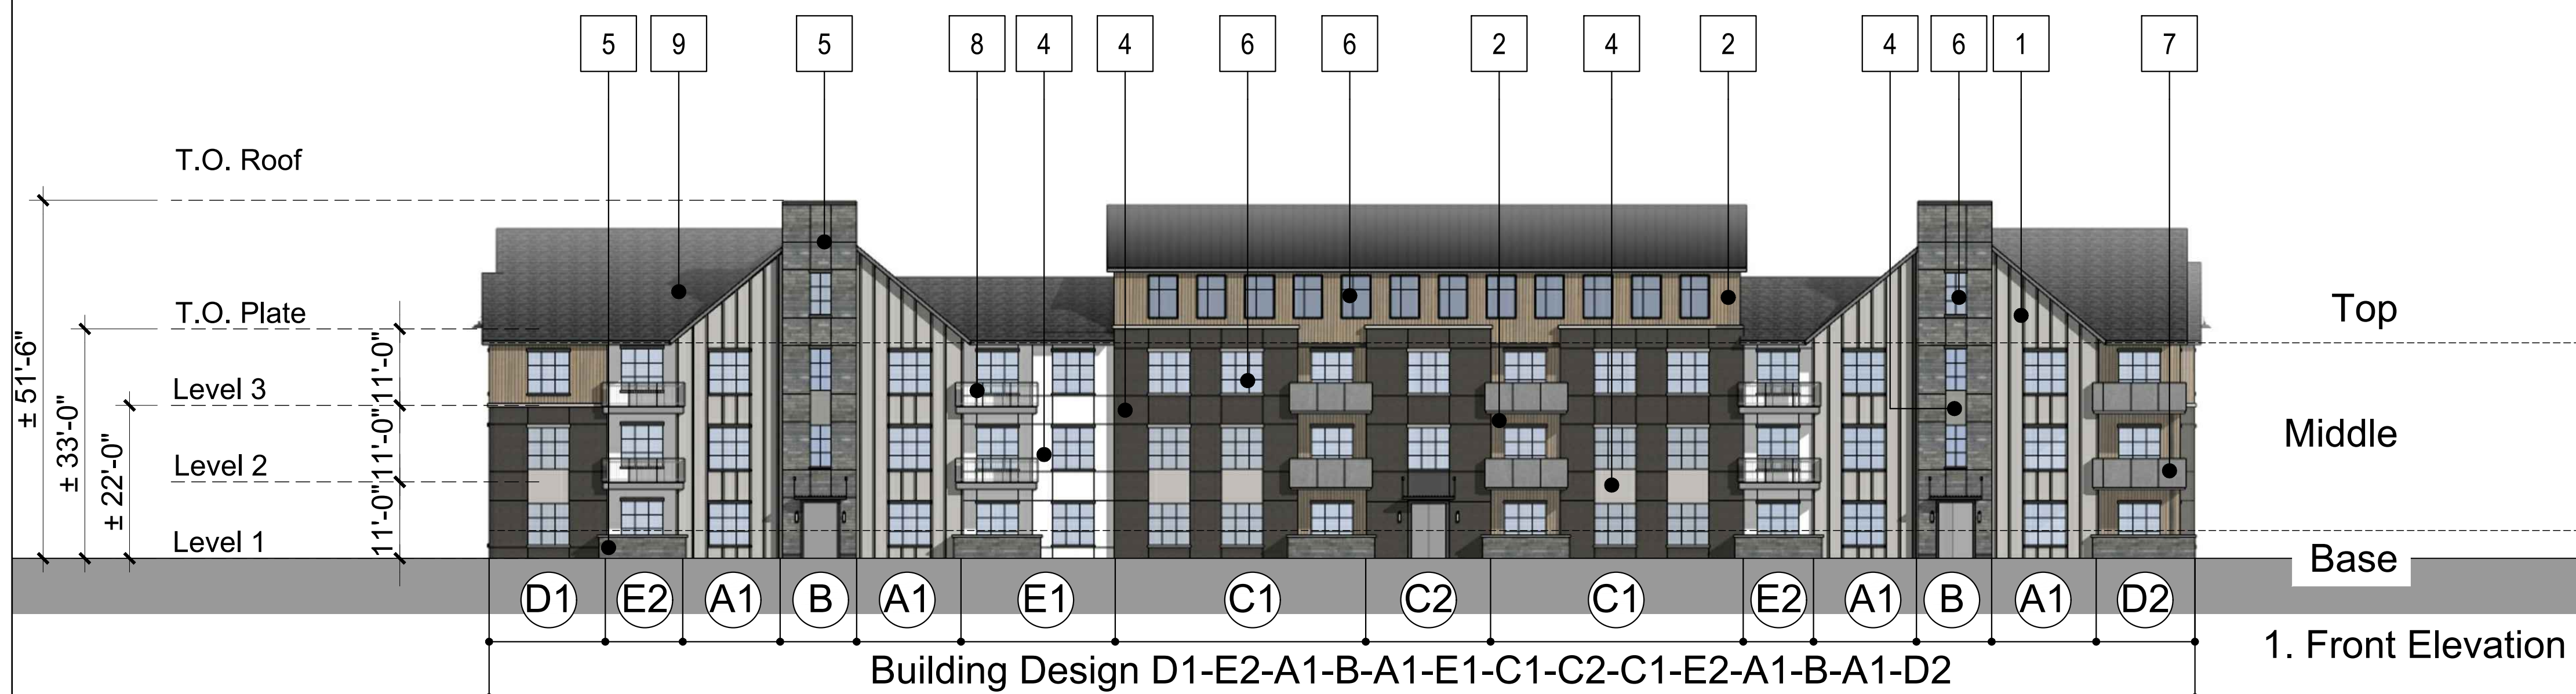 5 9 5 8 4 4 6 6 2 4 2 4 6 1 7
T.O. Roof
T.O. Plate
Top
Level 3
Middle
Level 2
Level 1
Base
± 51'-6"
± 33'-0"
± 22'-0"
11'-0"
11'-0"
11'-0"
D1 E2 A1 B A1 E1 C1 C2 C1 E2 A1 B A1 D2
1. Front Elevation
Building Design D1-E2-A1-B-A1-E1-C1-C2-C1-E2-A1-B-A1-D2